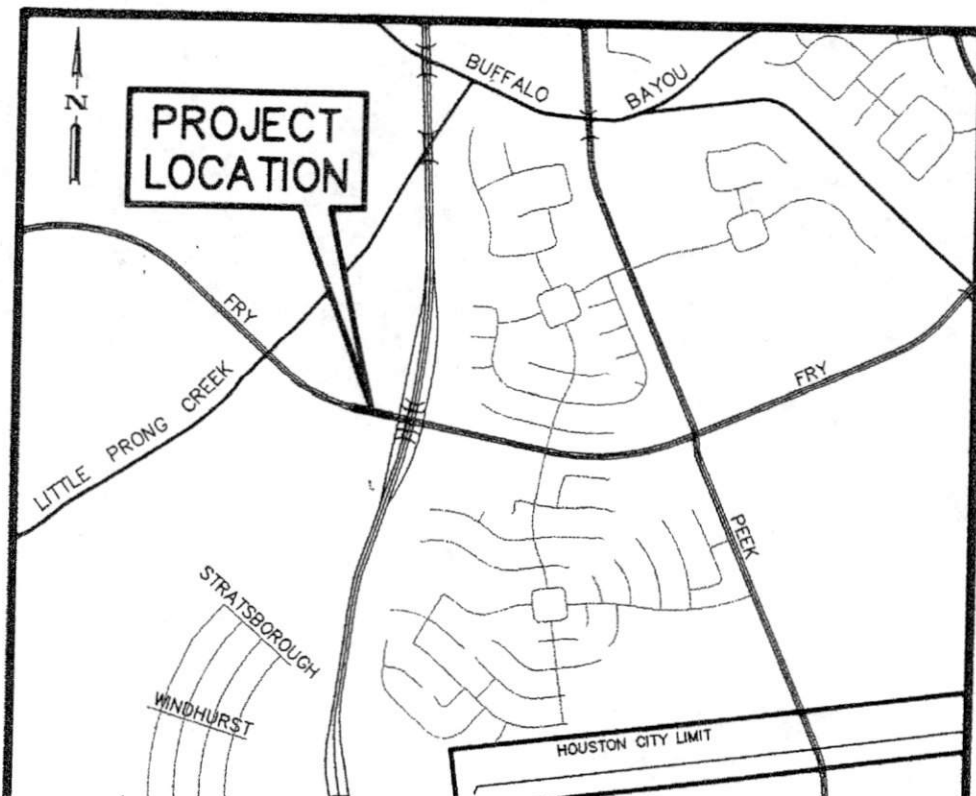 BUFFALO
BAYOU
N
PROJECT
LOCATION
FRY
LITTLE PRONG CREEK
FRY
PEEK
STRATSBOROUGH
WINDHURST
HOUSTON CITY LIMIT